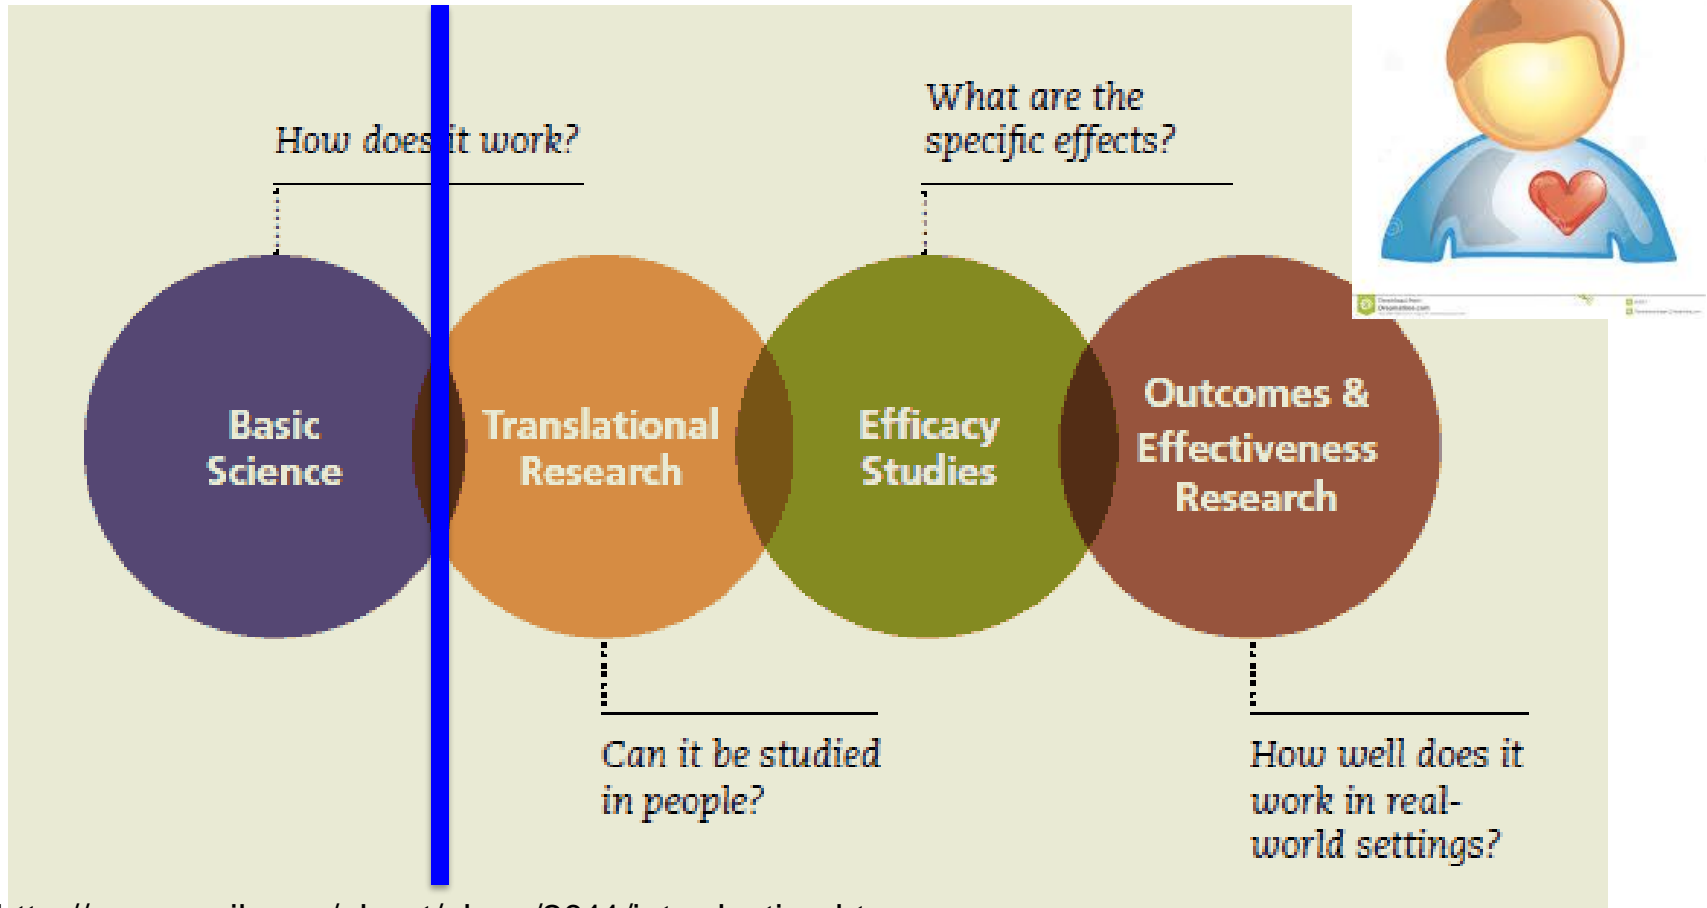 How does it work?
What are the
specific effects?
Basic
Science
Translational
Research
Efficacy
Studies
Outcomes &
Effectiveness
Research
Can it be studied
in people?
How well does it
work in real-
world settings?